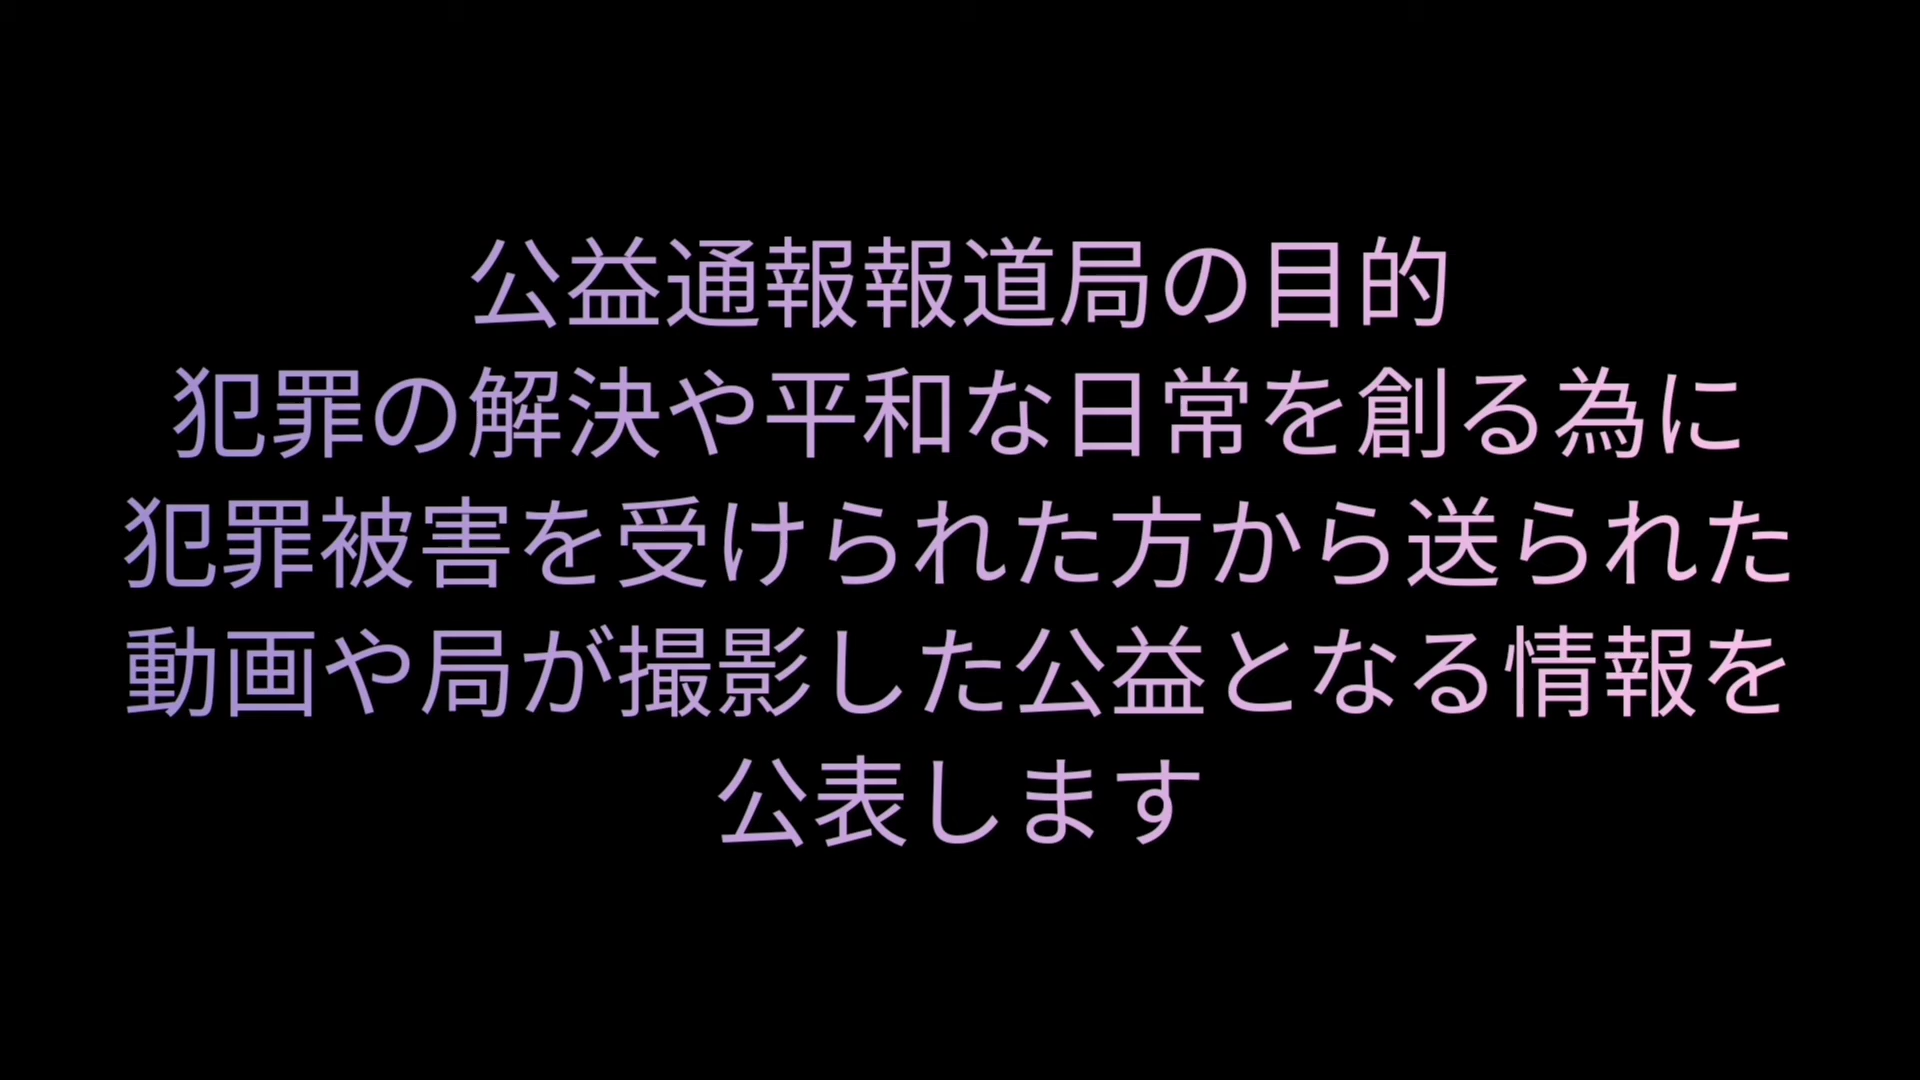 公益通報報道局の目的
犯罪の解決や平和な日常を創る為に
犯罪被害を受けられた方から送られた
動画や局が撮影した公益となる情報を
公表します